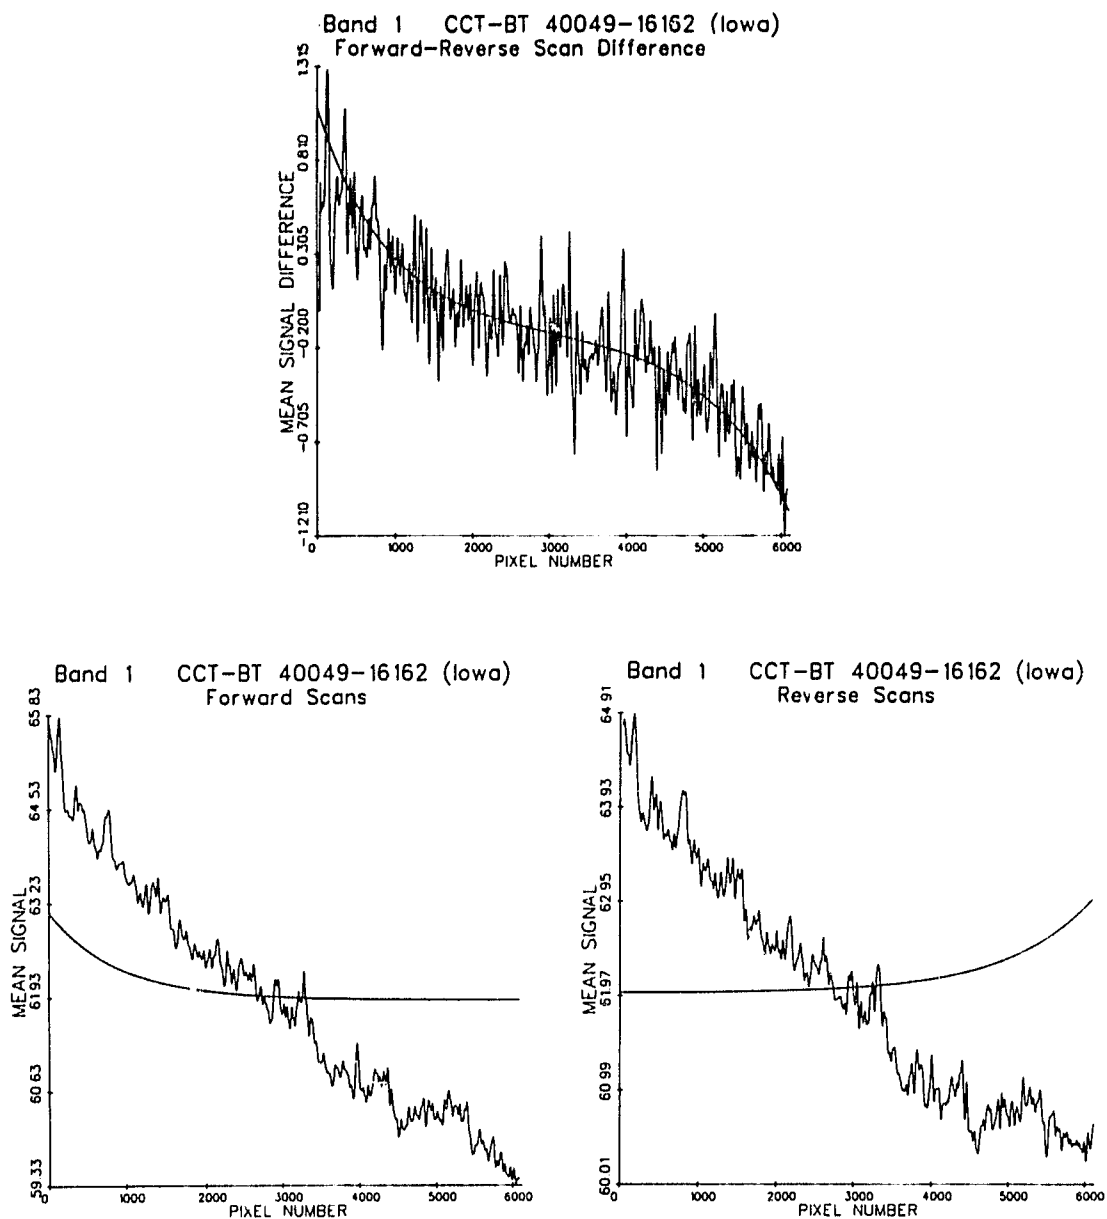 Band 1 CCT-BT 40049-16162 (Iowa)
Forward-Reverse Scan Difference
MEAN SIGNAL DIFFERENCE
1.315
0.810
0.305
-0.200
-0.705
-1.210
0 1000 2000 3000 4000 5000 6000
PIXEL NUMBER
Band 1 CCT-BT 40049-16162 (Iowa)
Forward Scans
MEAN SIGNAL
65.83
64.53
63.23
61.93
60.63
59.33
0 1000 2000 3000 4000 5000 6000
PIXEL NUMBER
Band 1 CCT-BT 40049-16162 (Iowa)
Reverse Scans
MEAN SIGNAL
64.91
63.93
62.95
61.97
60.99
60.01
0 1000 2000 3000 4000 5000 6000
PIXEL NUMBER